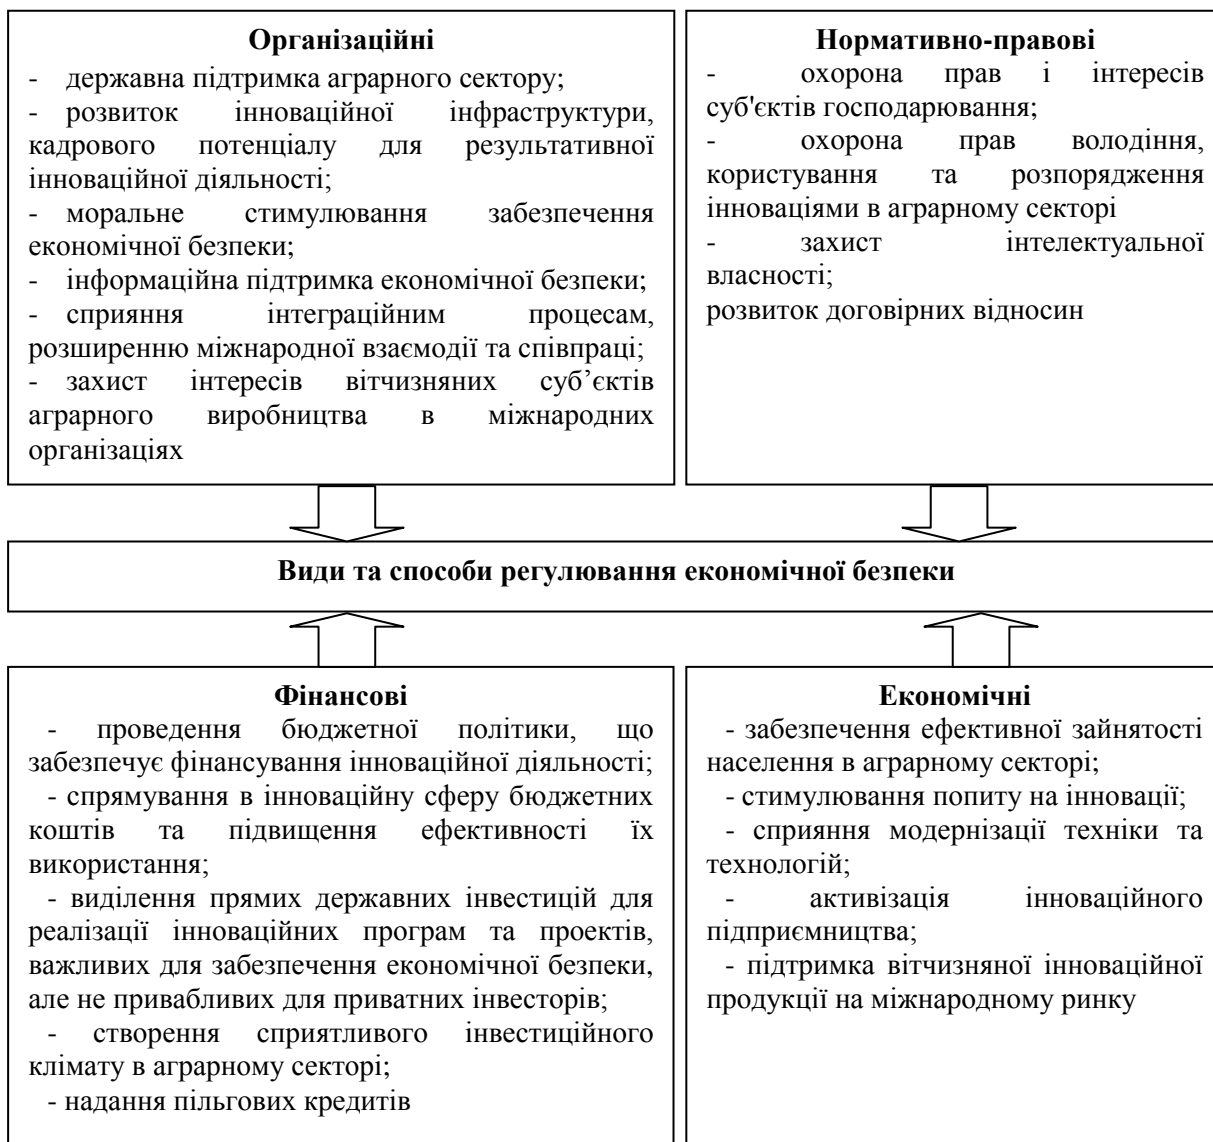 Організаційні
- державна підтримка аграрного сектору;
- розвиток інноваційної інфраструктури,
кадрового потенціалу для результативної
інноваційної діяльності;
- моральне стимулювання забезпечення
економічної безпеки;
- інформаційна підтримка економічної безпеки;
- сприяння інтеграційним процесам,
розширенню міжнародної взаємодії та співпраці;
- захист інтересів вітчизняних суб’єктів
аграрного виробництва в міжнародних
організаціях
Нормативно-правові
- охорона прав і інтересів
суб'єктів господарювання;
- охорона прав володіння,
користування та розпорядження
інноваціями в аграрному секторі
- захист інтелектуальної
власності;
розвиток договірних відносин
Види та способи регулювання економічної безпеки
Фінансові
- проведення бюджетної політики, що
забезпечує фінансування інноваційної діяльності;
- спрямування в інноваційну сферу бюджетних
коштів та підвищення ефективності їх
використання;
- виділення прямих державних інвестицій для
реалізації інноваційних програм та проектів,
важливих для забезпечення економічної безпеки,
але не привабливих для приватних інвесторів;
- створення сприятливого інвестиційного
клімату в аграрному секторі;
- надання пільгових кредитів
Економічні
- забезпечення ефективної зайнятості
населення в аграрному секторі;
- стимулювання попиту на інновації;
- сприяння модернізації техніки та
технологій;
- активізація інноваційного
підприємництва;
- підтримка вітчизняної інноваційної
продукції на міжнародному ринку